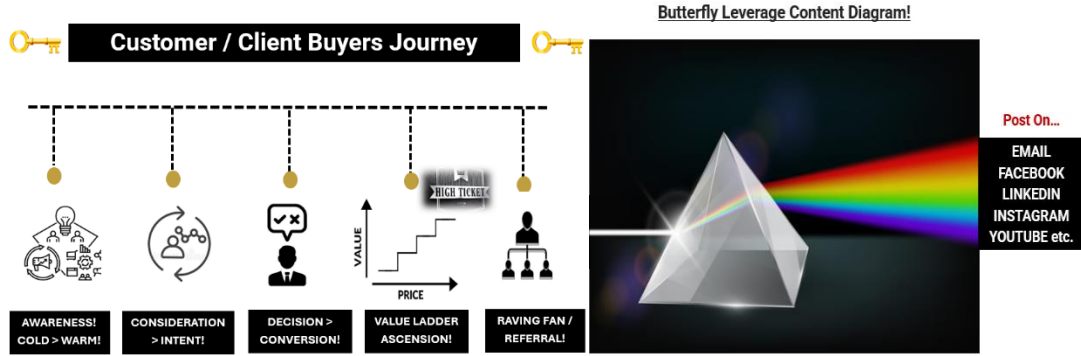 Customer / Client Buyers Journey
HIGH TICKET
VALUE
PRICE
AWARENESS!
COLD > WARM!
CONSIDERATION
> INTENT!
DECISION >
CONVERSION!
VALUE LADDER
ASCENSION!
RAVING FAN /
REFERRAL!
Butterfly Leverage Content Diagram!
Post On...
EMAIL
FACEBOOK
LINKEDIN
INSTAGRAM
YOUTUBE etc.